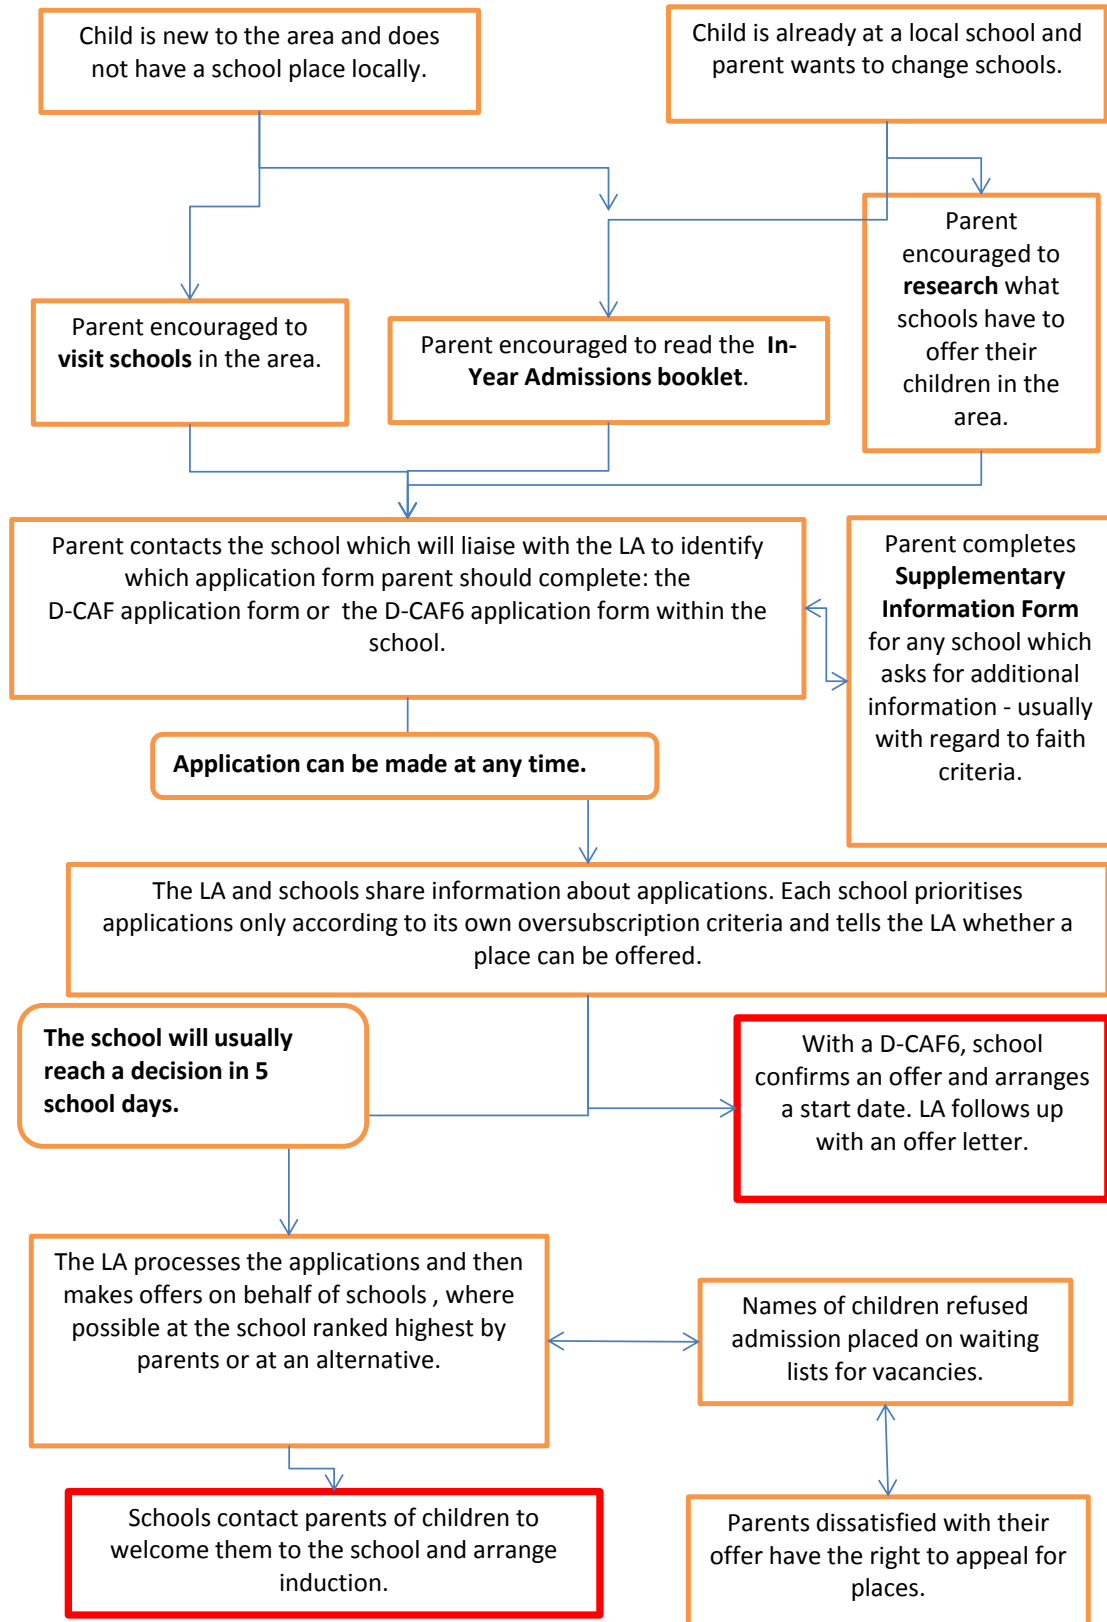 Child is new to the area and does
not have a school place locally.
Child is already at a local school and
parent wants to change schools.
Parent
encouraged to
research what
schools have to
offer their
children in the
area.
Parent encouraged to
visit schools in the area.
Parent encouraged to read the In-
Year Admissions booklet.
Parent contacts the school which will liaise with the LA to identify
which application form parent should complete: the
D-CAF application form or the D-CAF6 application form within the
school.
Parent completes
Supplementary
Information Form
for any school which
asks for additional
information - usually
with regard to faith
criteria.
Application can be made at any time.
The LA and schools share information about applications. Each school prioritises
applications only according to its own oversubscription criteria and tells the LA whether a
place can be offered.
The school will usually
reach a decision in 5
school days.
With a D-CAF6, school
confirms an offer and arranges
a start date. LA follows up
with an offer letter.
The LA processes the applications and then
makes offers on behalf of schools , where
possible at the school ranked highest by
parents or at an alternative.
Names of children refused
admission placed on waiting
lists for vacancies.
Schools contact parents of children to
welcome them to the school and arrange
induction.
Parents dissatisfied with their
offer have the right to appeal for
places.